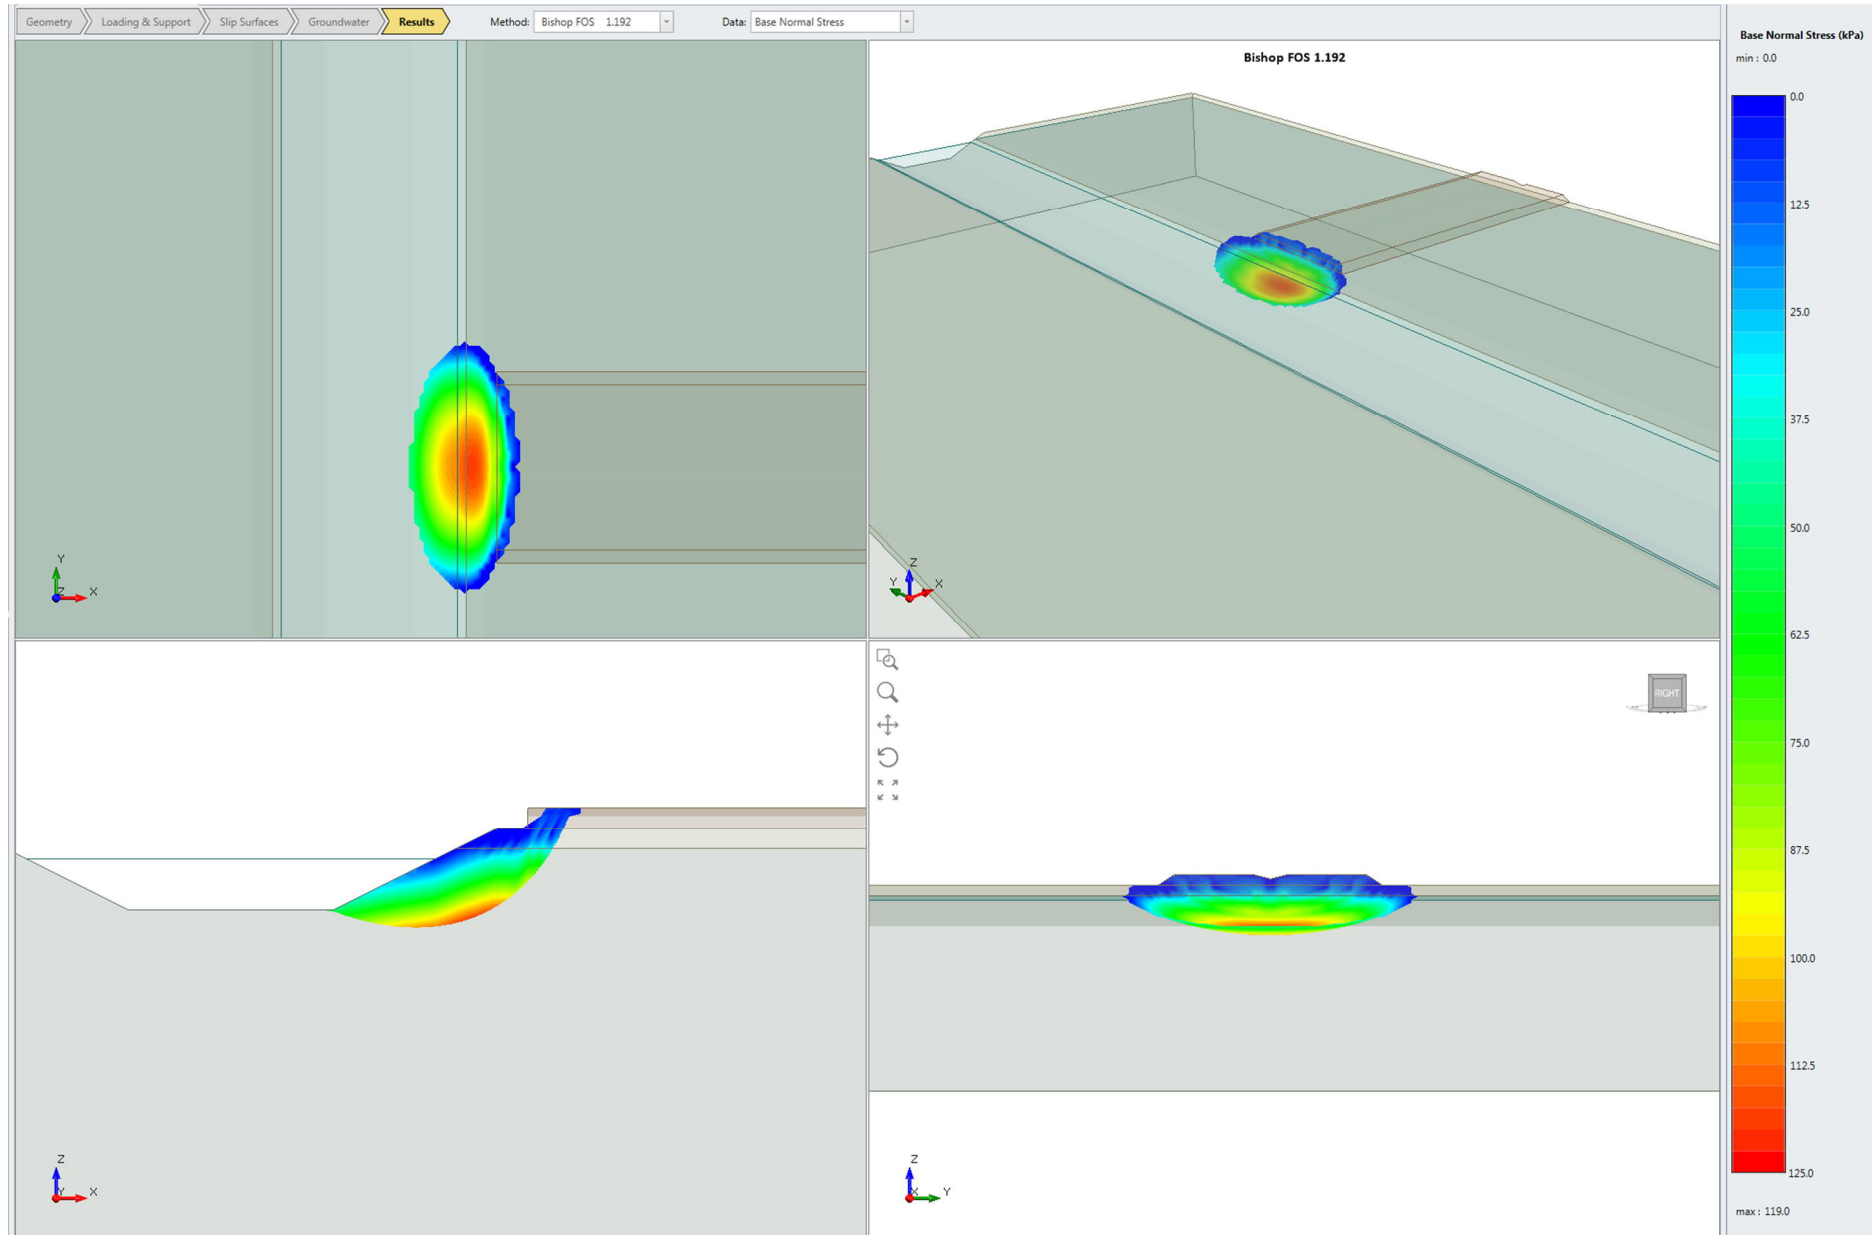 Geometry Loading & Support Slip Surfaces Groundwater Results Method: Bishop FOS 1.192 Data: Base Normal Stress
Base Normal Stress (kPa)
min : 0.0
Bishop FOS 1.192
0.0
12.5
25.0
37.5
50.0
62.5
75.0
87.5
100.0
112.5
125.0
max : 119.0
Y
Z X
Z
Y X
RIGHT
Z
Y X
Z
X Y